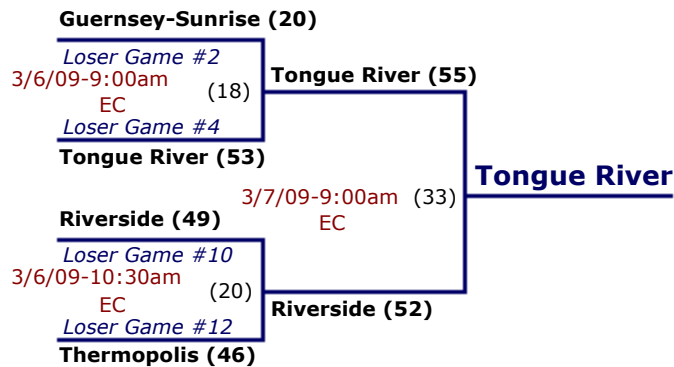 Guernsey-Sunrise (20)
Loser Game #2
3/6/09-9:00am
EC
(18)
Loser Game #4
Tongue River (53)
Tongue River (55)
3/7/09-9:00am
EC
(33)
Tongue River
Riverside (49)
Loser Game #10
3/6/09-10:30am
EC
(20)
Loser Game #12
Thermopolis (46)
Riverside (52)